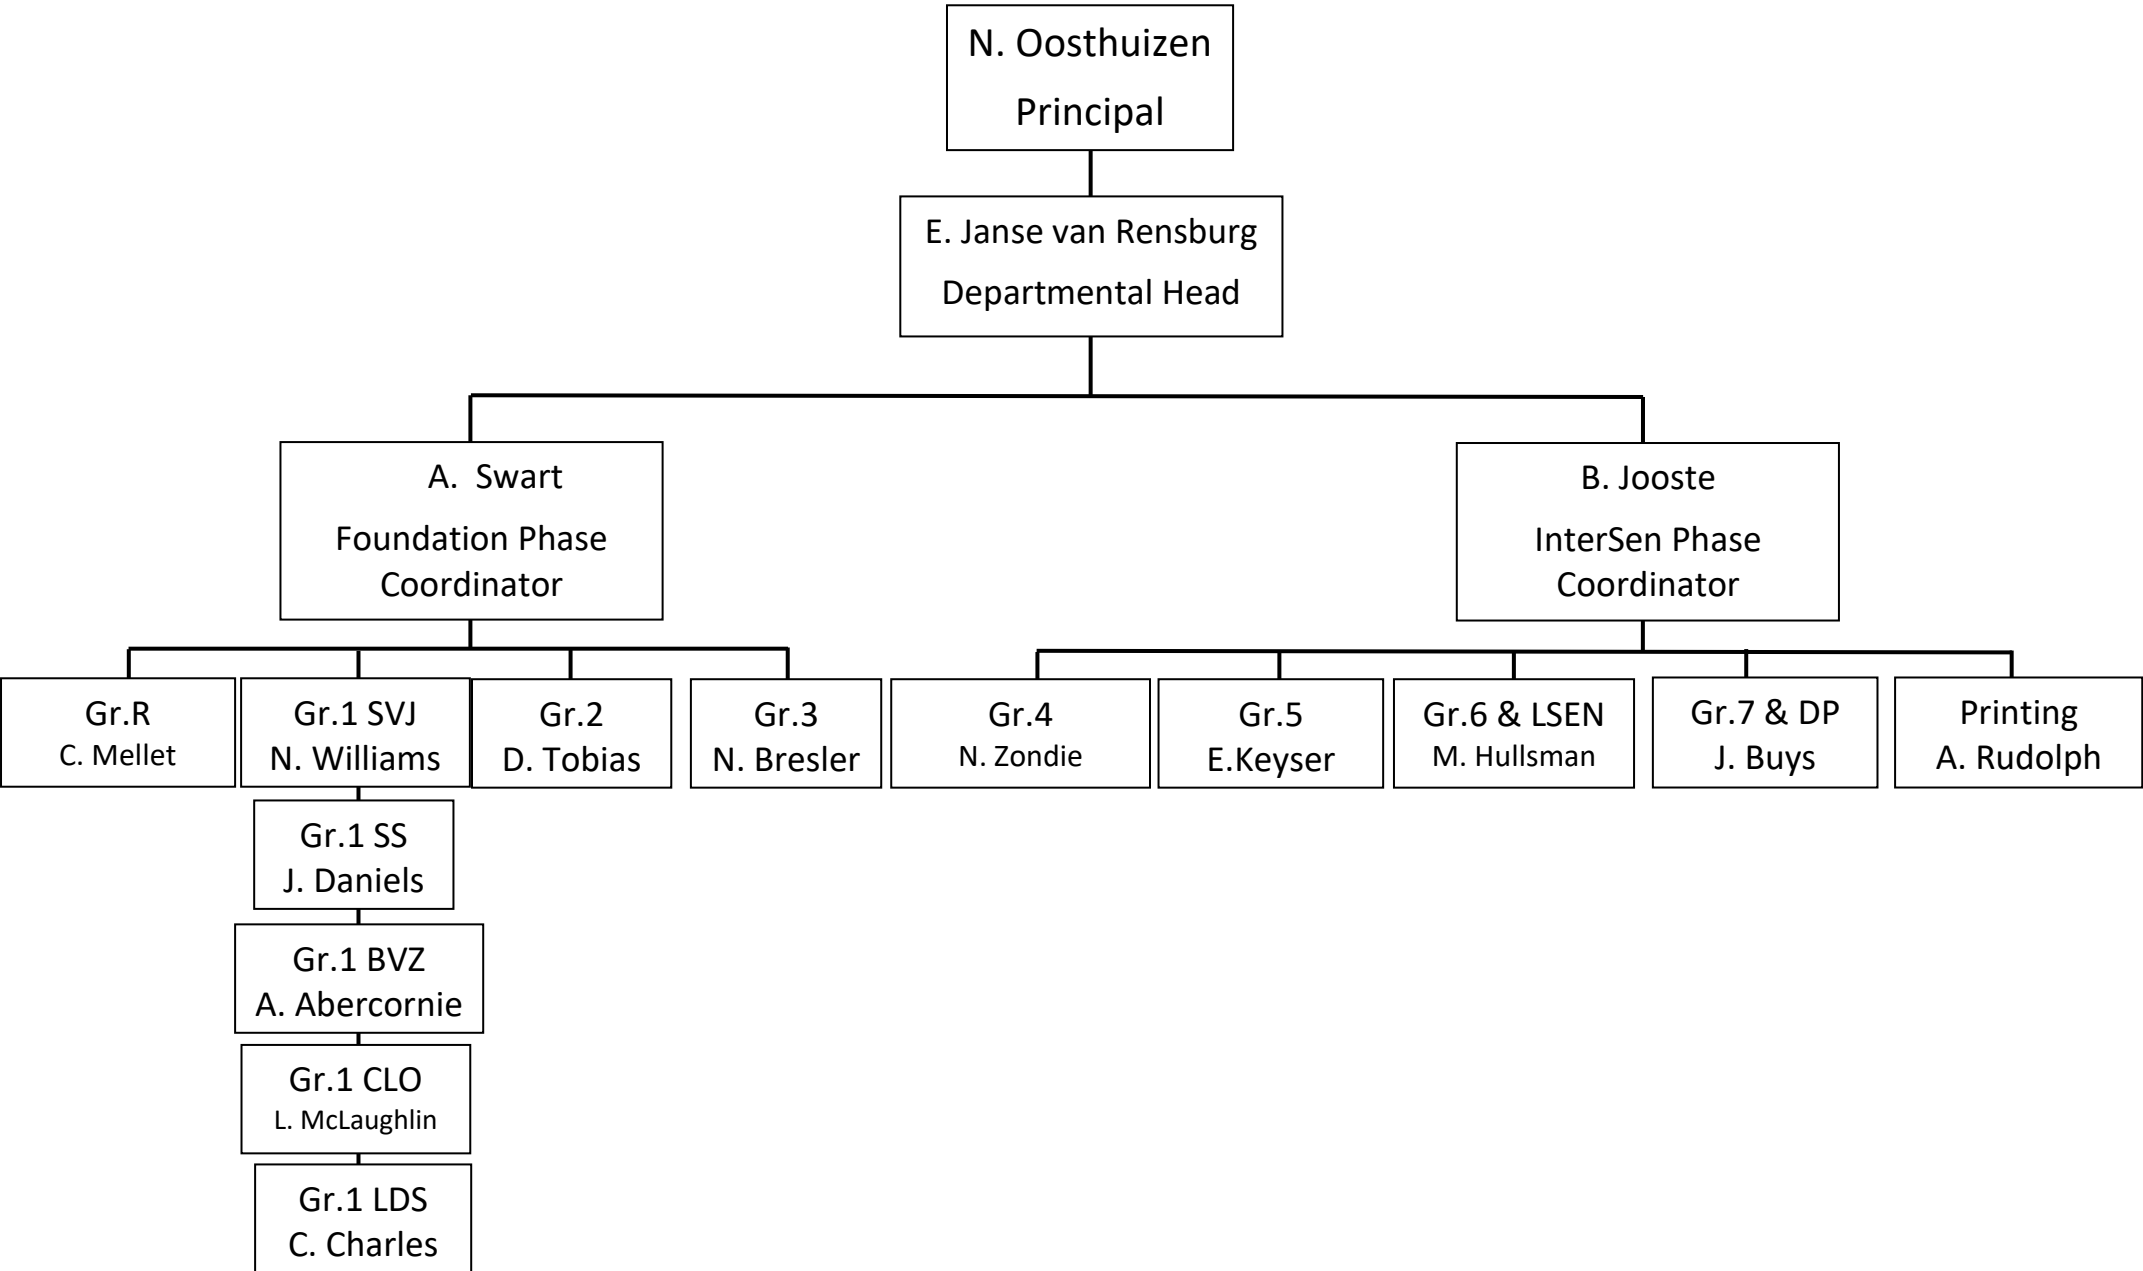 N. Oosthuizen
Principal
E. Janse van Rensburg
Departmental Head
A.  Swart
Foundation Phase
Coordinator
B. Jooste
InterSen Phase
Coordinator
Gr.R
C. Mellet
Gr.1 SVJ
N. Williams
Gr.2
D. Tobias
Gr.3
N. Bresler
Gr.4
N. Zondie
Gr.5
E.Keyser
Gr.6 & LSEN
M. Hullsman
Gr.7 & DP
J. Buys
Printing
A. Rudolph
Gr.1 SS
J. Daniels
Gr.1 BVZ
A. Abercornie
Gr.1 CLO
L. McLaughlin
Gr.1 LDS
C. Charles